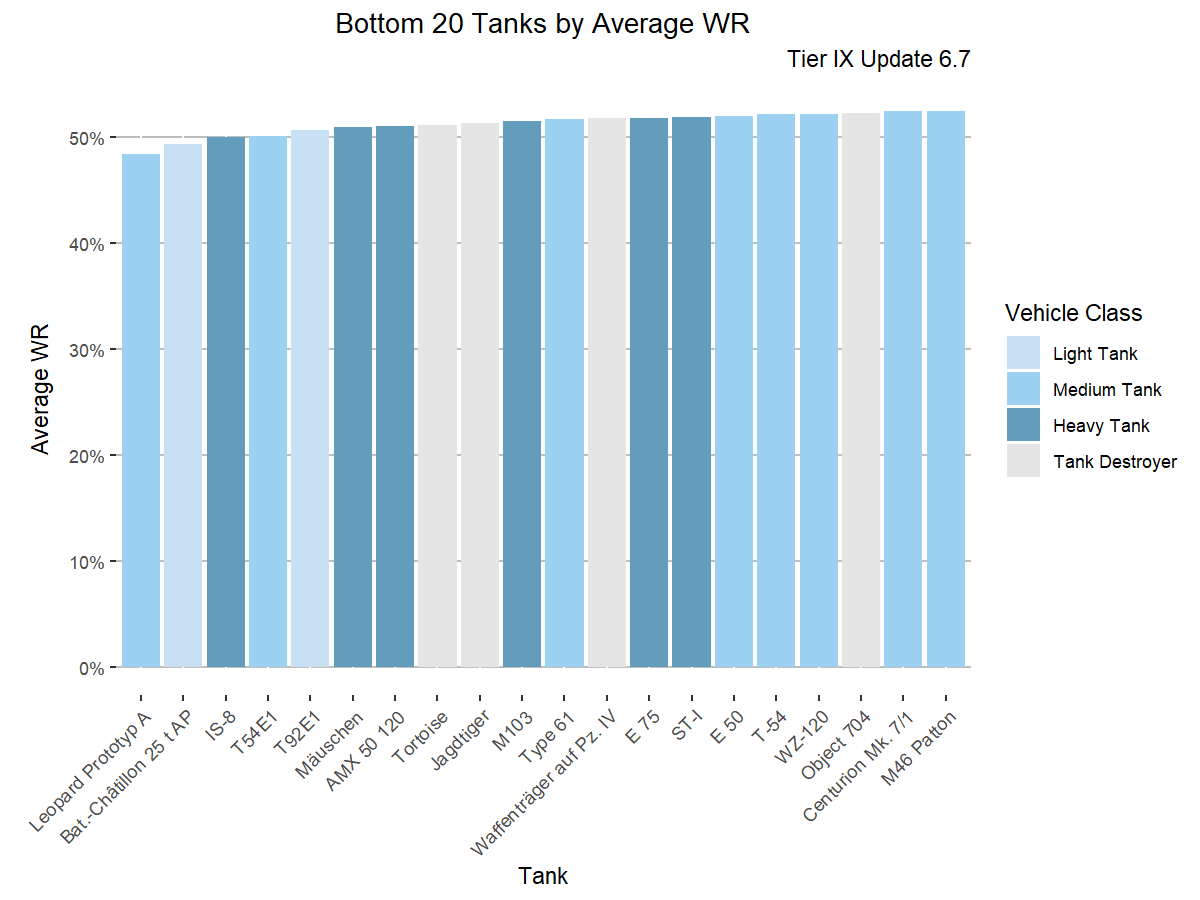 Bottom 20 Tanks by Average WR
Tier IX Update 6.7
Average WR
50%
40%
30%
20%
10%
0%
Leopard Prototyp A
Bat.-Châtillon 25 t AP
IS-8
T54E1
T92E1
Mäuschen
AMX 50 120
Tortoise
Jagdtiger
M103
Type 61
Waffenträger auf Pz. IV
E 75
ST-I
E 50
T-54
WZ-120
Object 704
Centurion Mk. 7/1
M46 Patton
Tank
Vehicle Class
Light Tank
Medium Tank
Heavy Tank
Tank Destroyer